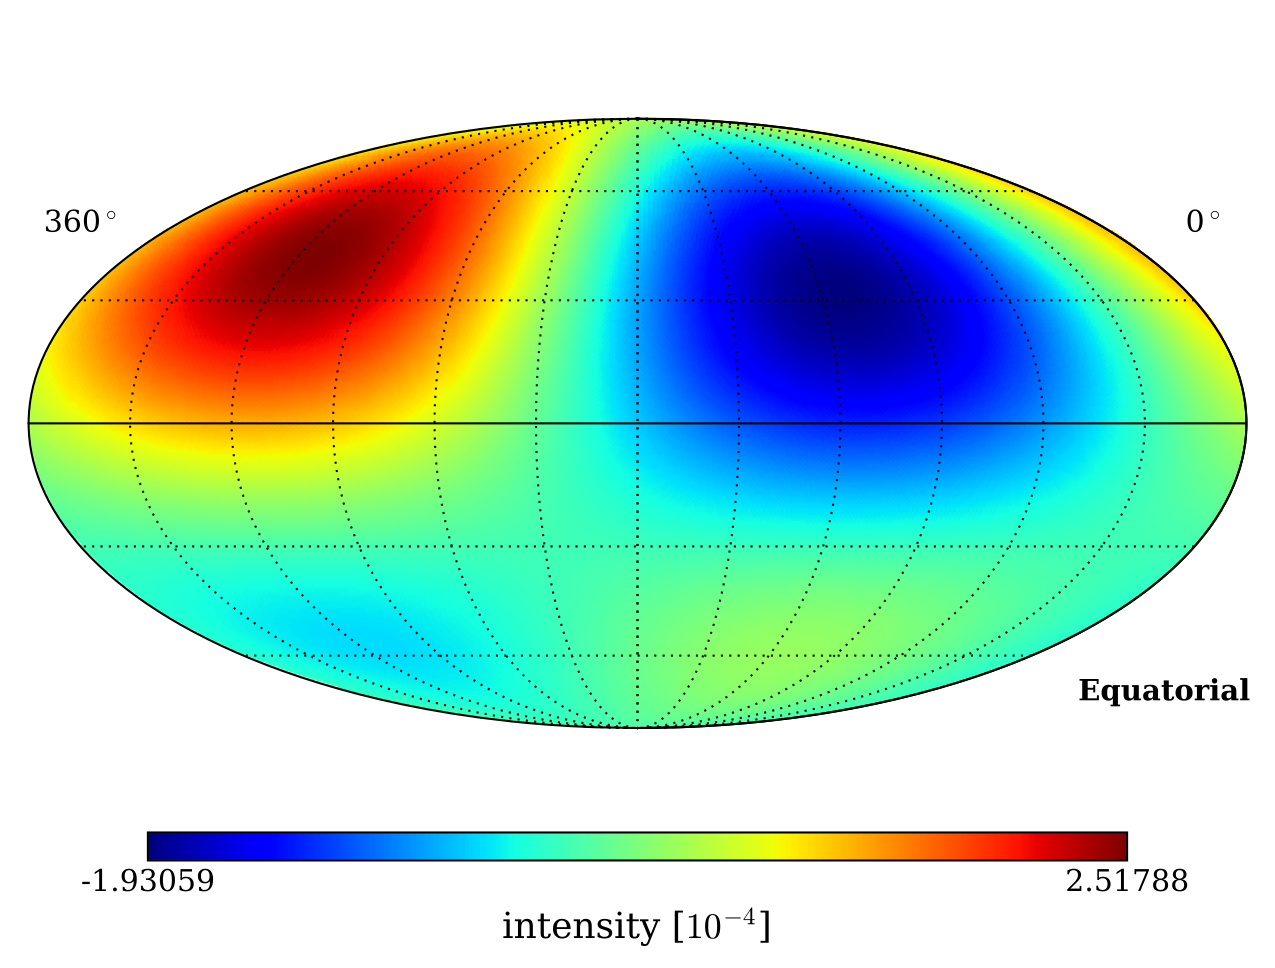 360° 0°
Equatorial
-1.93059 2.51788
intensity [10⁻⁴]